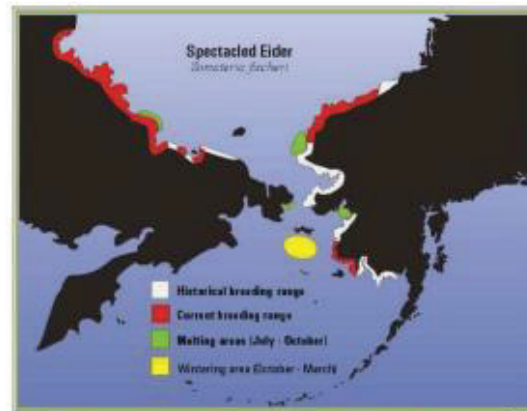 Spectacled Eider
Somateria fischeri
Historical breeding range
Current breeding range
Molting areas (July - October)
Wintering area (October - March)